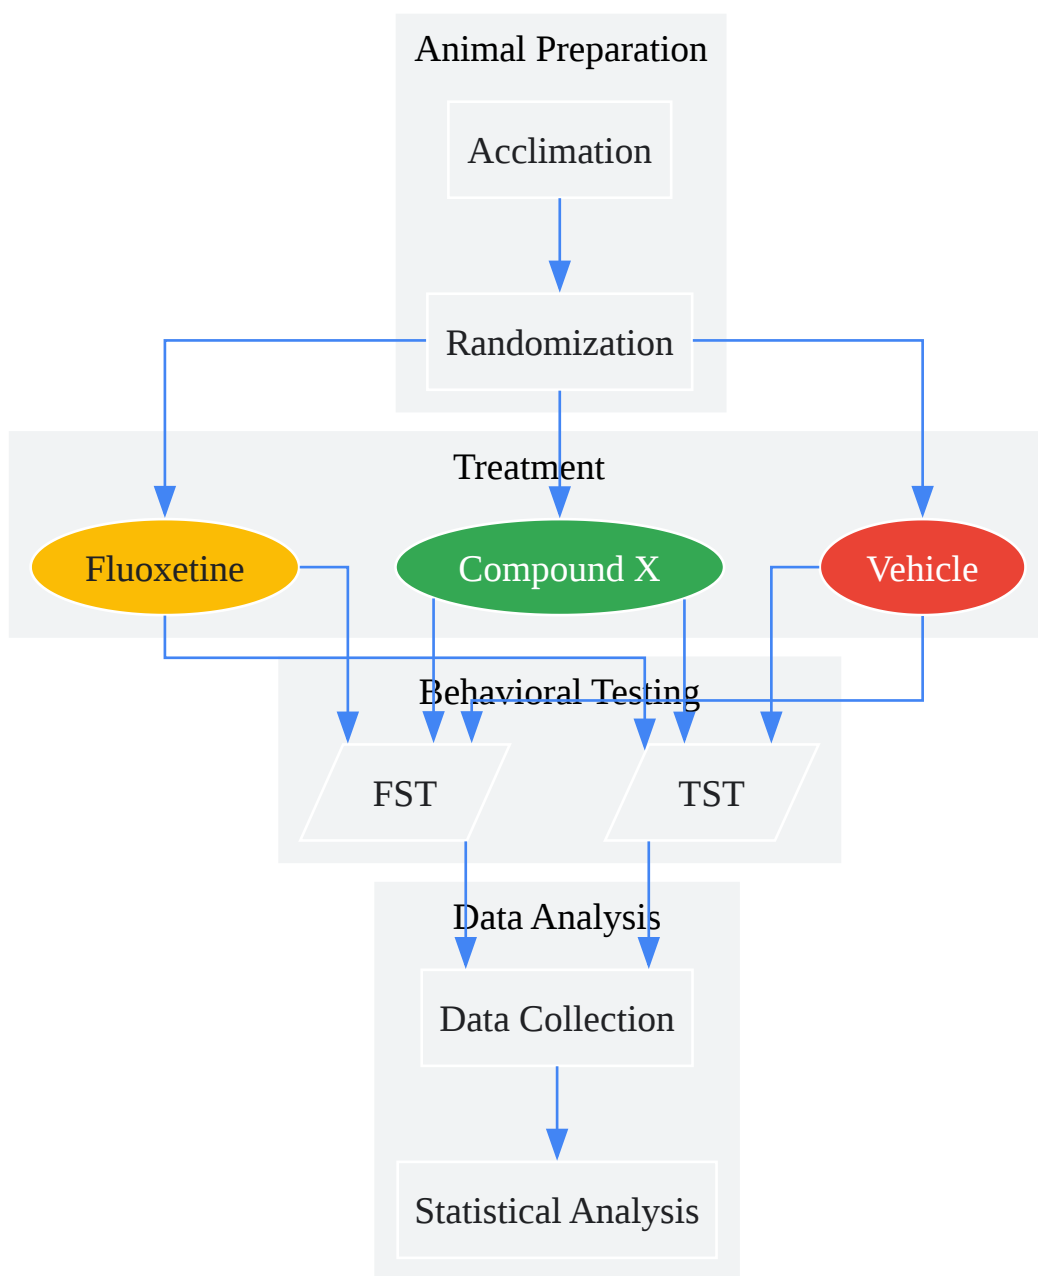 Animal Preparation
Acclimation
Randomization
Treatment
Fluoxetine
Compound X
Vehicle
Behavioral Testing
FST
TST
Data Analysis
Data Collection
Statistical Analysis